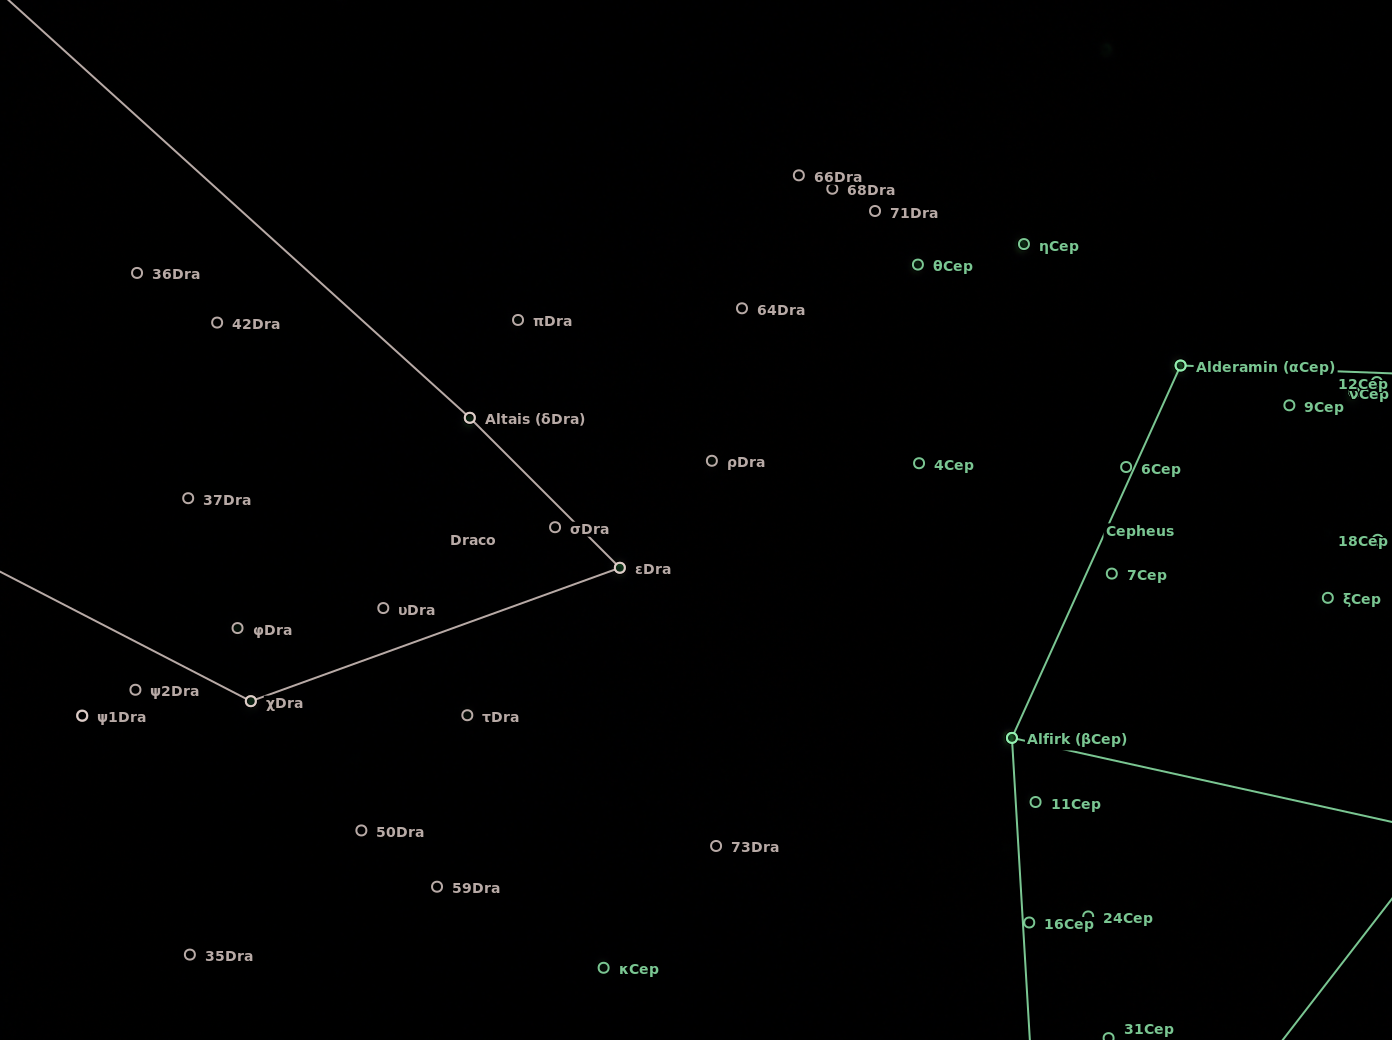 66Dra
68Dra
71Dra
ηCep
θCep
36Dra
64Dra
πDra
42Dra
Alderamin (αCep)
12Cep
νCep
9Cep
Altais (δDra)
ρDra
4Cep
6Cep
37Dra
σDra
Cepheus
Draco
18Cep
εDra
7Cep
ξCep
υDra
φDra
ψ2Dra
χDra
ψ1Dra
τDra
Alfirk (βCep)
11Cep
50Dra
73Dra
59Dra
24Cep
16Cep
35Dra
κCep
31Cep